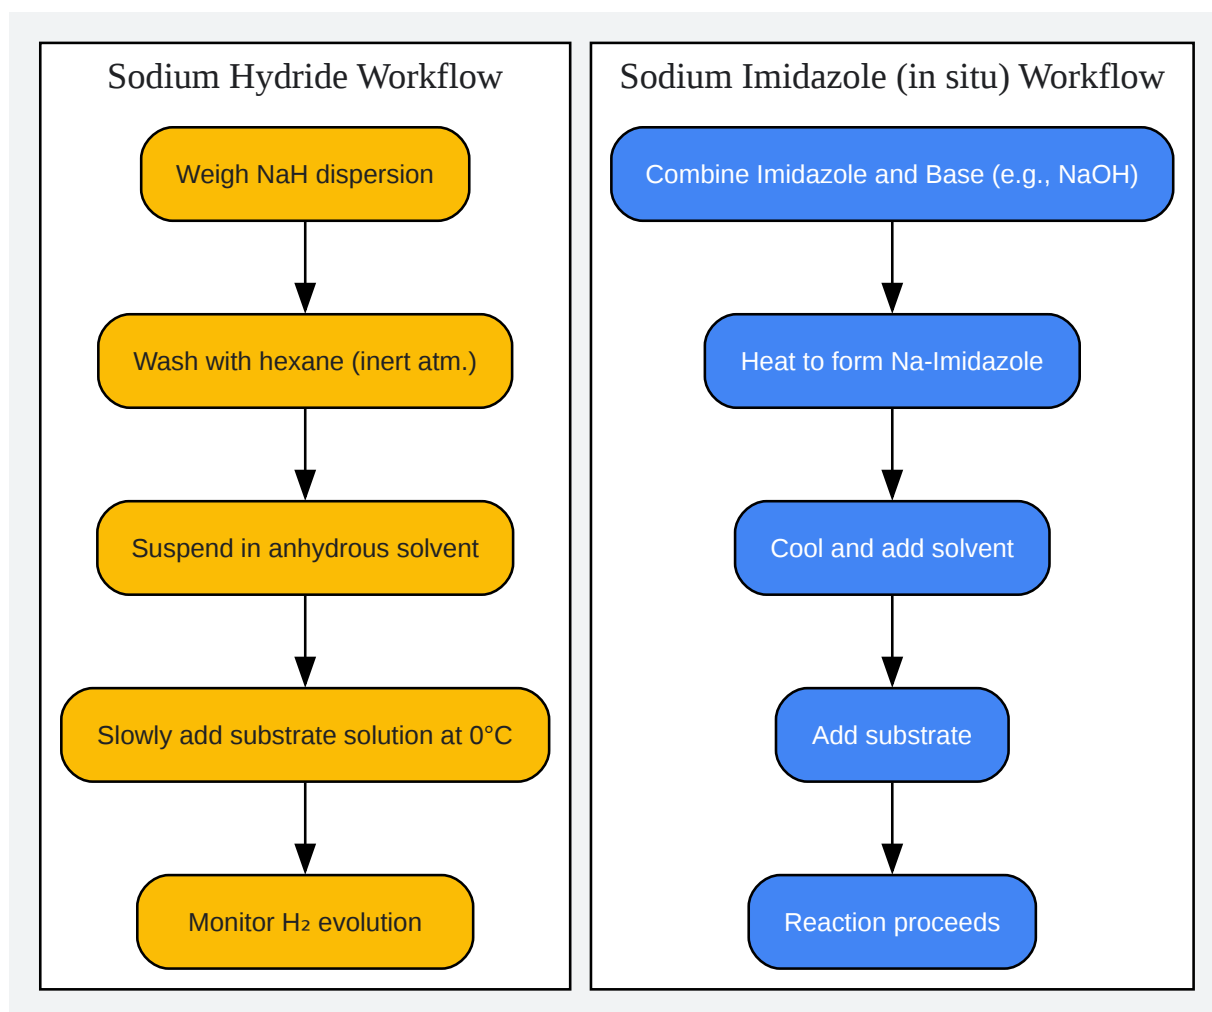 Sodium Hydride Workflow
Weigh NaH dispersion
Wash with hexane (inert atm.)
Suspend in anhydrous solvent
Slowly add substrate solution at 0°C
Monitor H₂ evolution
Sodium Imidazole (in situ) Workflow
Combine Imidazole and Base (e.g., NaOH)
Heat to form Na-Imidazole
Cool and add solvent
Add substrate
Reaction proceeds